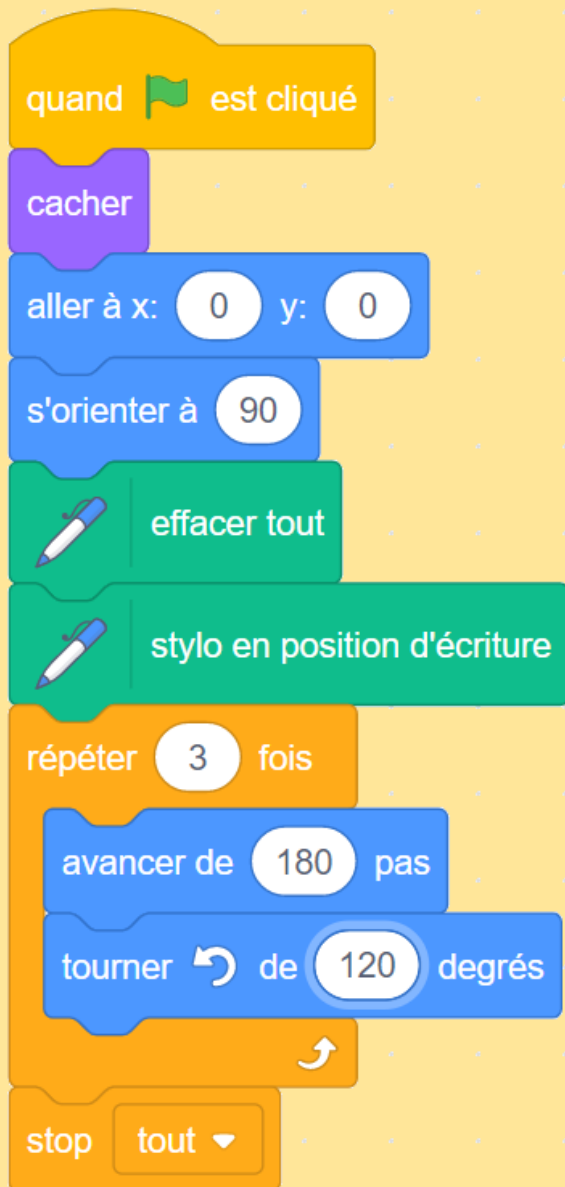 quand est cliqué
cacher
aller à x: 0 y: 0
s'orienter à 90
effacer tout
stylo en position d'écriture
répéter 3 fois
avancer de 180 pas
tourner de 120 degrés
stop tout